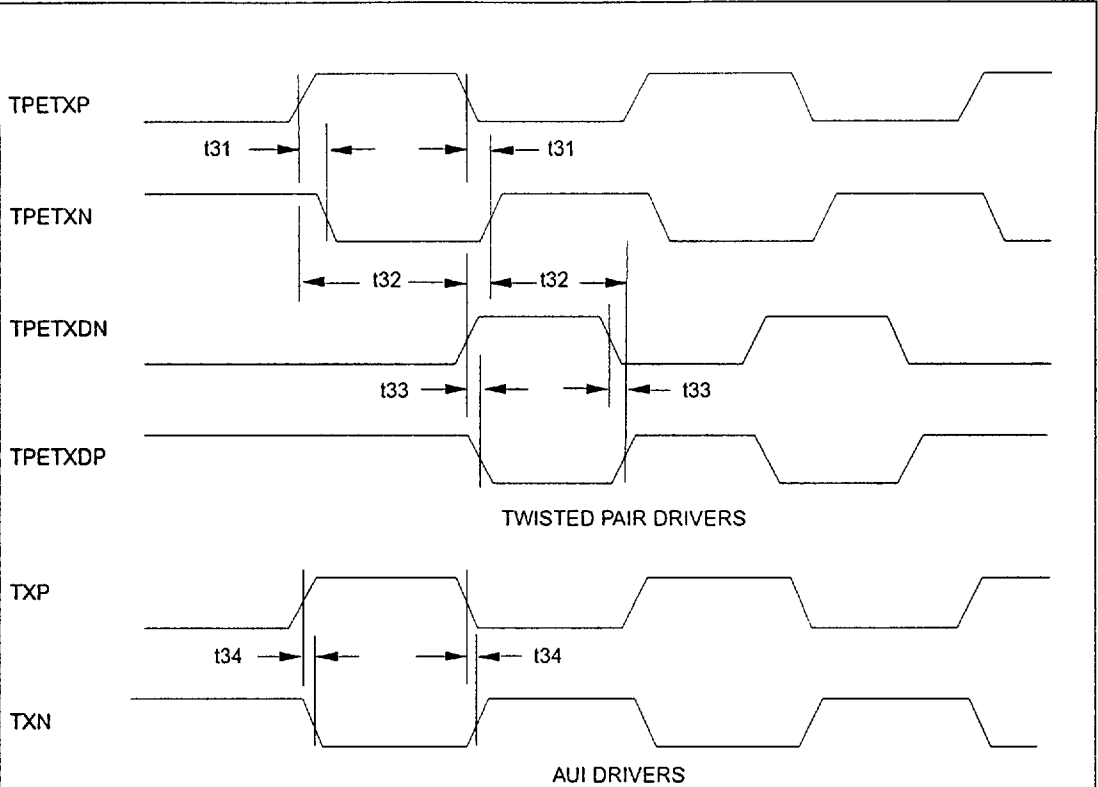 TPETXP
t31 t31
TPETXN
t32 t32
TPETXDN
t33 t33
TPETXDP
TWISTED PAIR DRIVERS
TXP
t34 t34
TXN
AUI DRIVERS